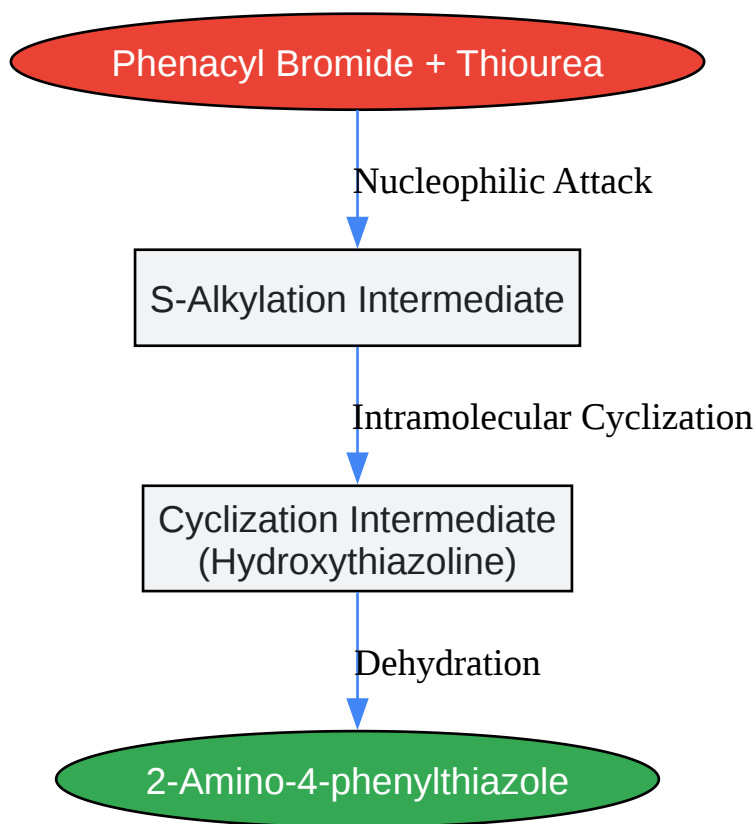 Phenacyl Bromide + Thiourea
Nucleophilic Attack
S-Alkylation Intermediate
Intramolecular Cyclization
Cyclization Intermediate
(Hydroxythiazoline)
Dehydration
2-Amino-4-phenylthiazole